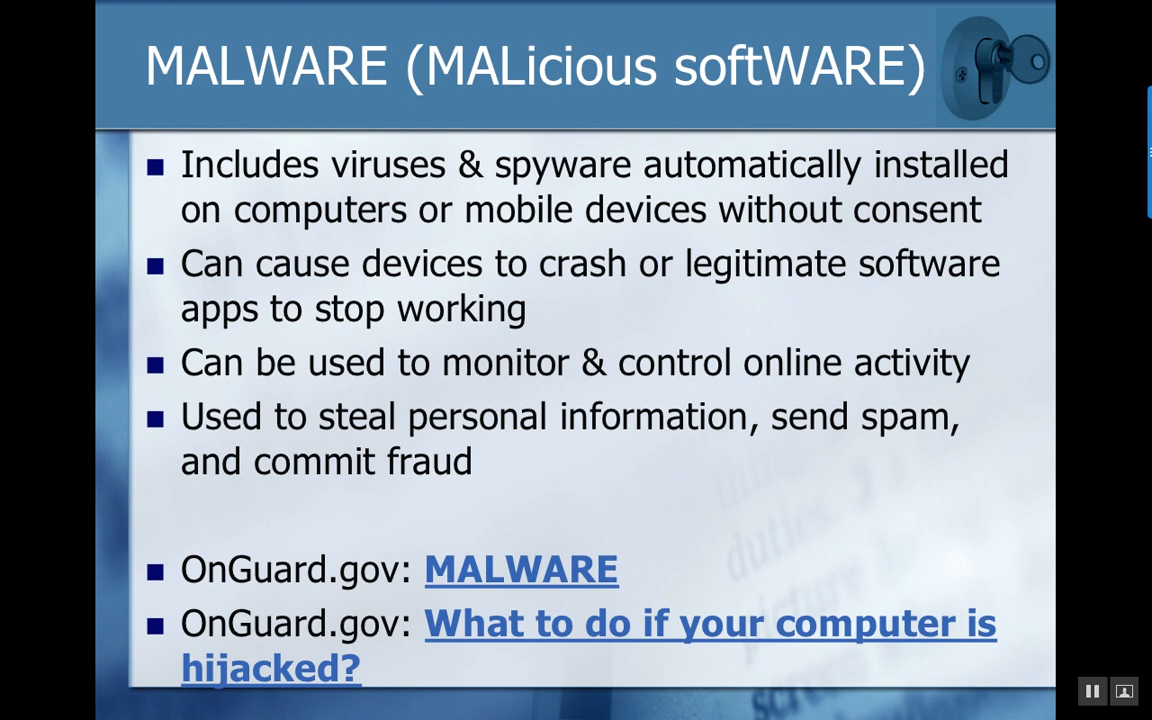 MALWARE (MALicious softWARE)
Includes viruses & spyware automatically installed
on computers or mobile devices without consent
Can cause devices to crash or legitimate software
apps to stop working
Can be used to monitor & control online activity
Used to steal personal information, send spam,
and commit fraud
OnGuard.gov: MALWARE
OnGuard.gov: What to do if your computer is
hijacked?
duties
picture
screen